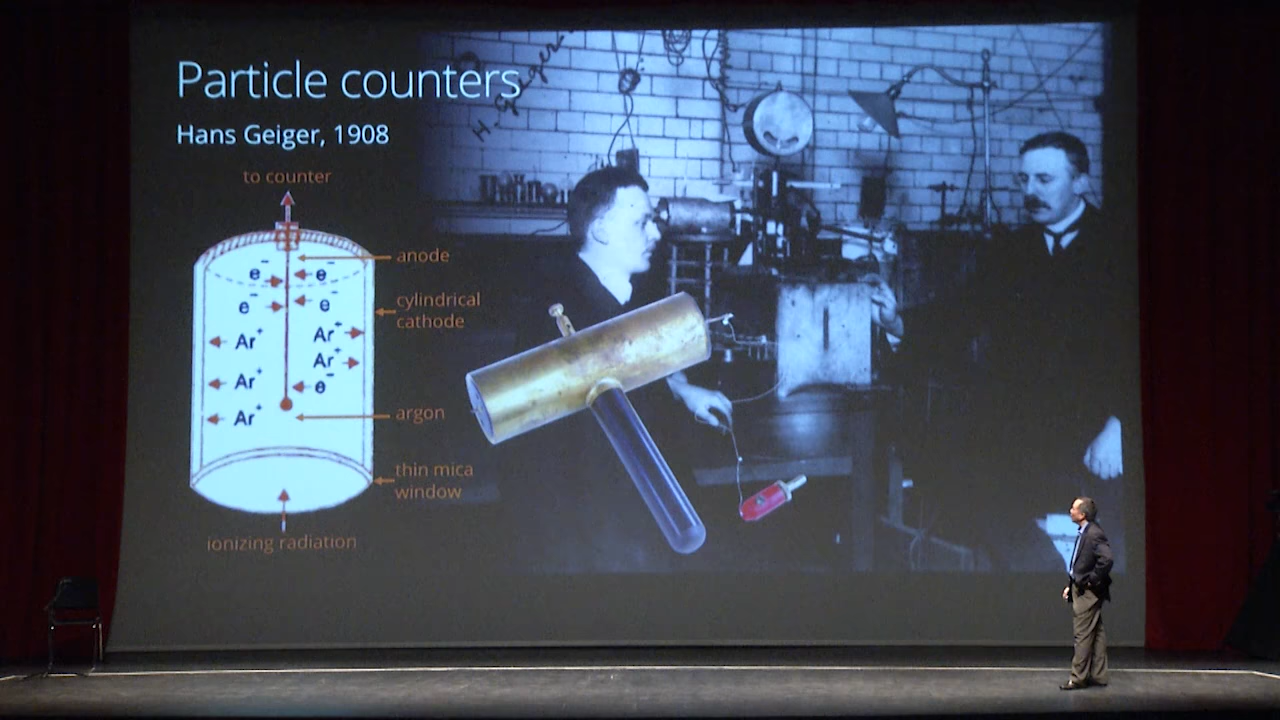 Particle counters
Hans Geiger, 1908
H. Geiger
to counter
anode
e⁻ e⁻
e⁻ e⁻
cylindrical
cathode
Ar⁺ Ar⁺
Ar⁺
Ar⁺
e⁻
Ar⁺
argon
thin mica
window
ionizing radiation